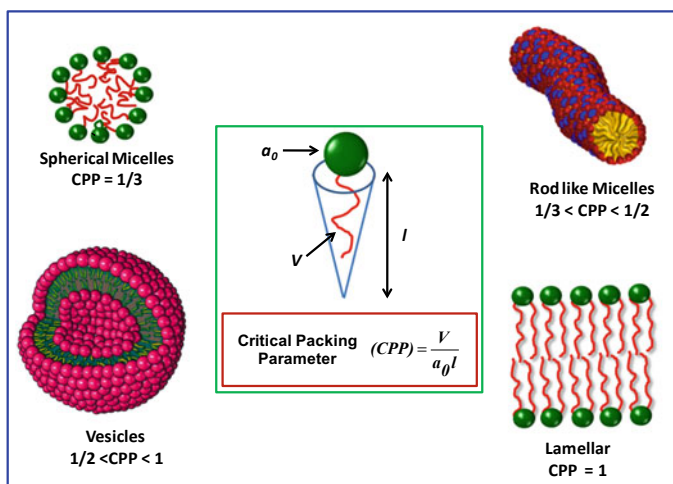 Spherical Micelles
CPP = 1/3
a0
V
l
Critical Packing
Parameter
(CPP) = V / a0 l
Rod like Micelles
1/3 < CPP < 1/2
Vesicles
1/2 <CPP < 1
Lamellar
CPP = 1